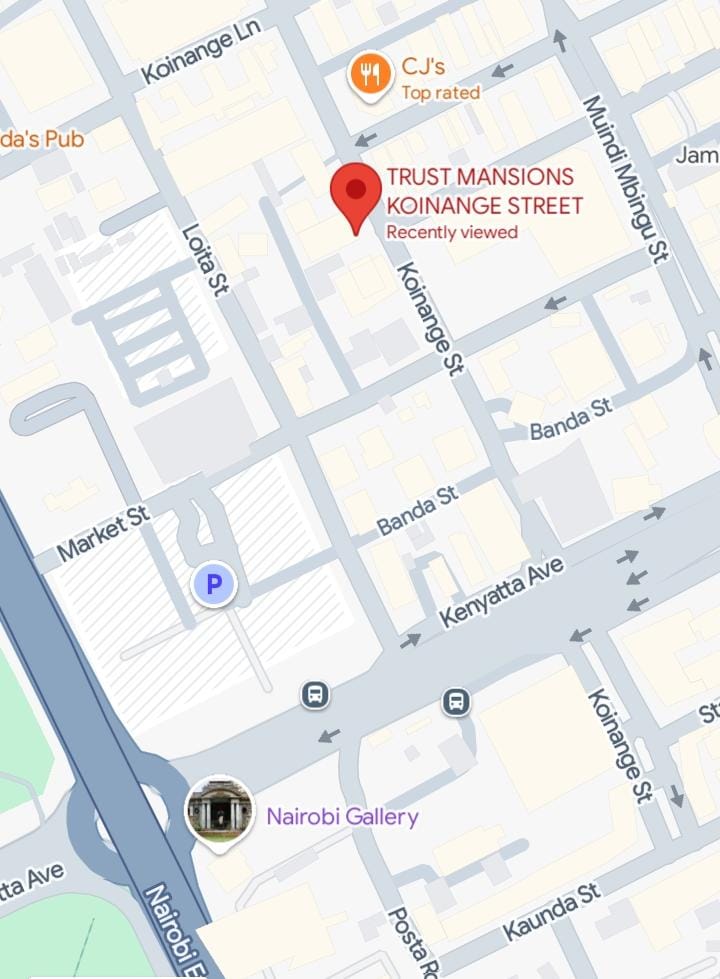 Koinange Ln
CJ's
Top rated
da's Pub
Muindi Mbingu St
Jam
TRUST MANSIONS
KOINANGE STREET
Recently viewed
Loita St
Koinange St
Banda St
Banda St
Market St
P
Kenyatta Ave
Koinange St
Sta
Nairobi Gallery
tta Ave
Nairobi E
Kaunda St
Posta Ro